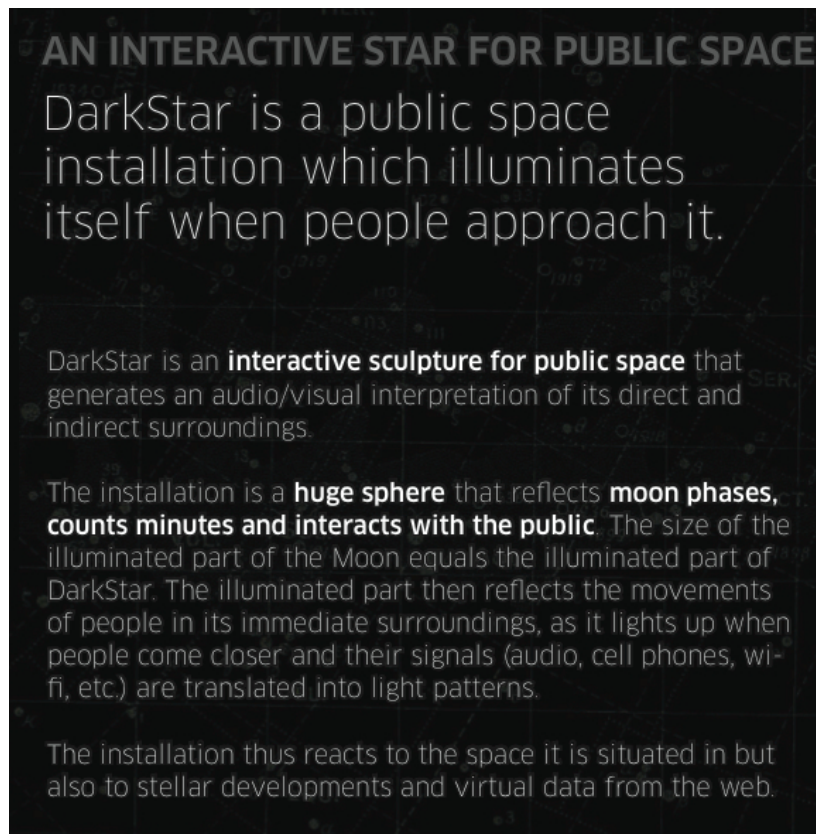 AN INTERACTIVE STAR FOR PUBLIC SPACE
DarkStar is a public space
installation which illuminates
itself when people approach it.
DarkStar is an interactive sculpture for public space that
generates an audio/visual interpretation of its direct and
indirect surroundings.
The installation is a huge sphere that reflects moon phases,
counts minutes and interacts with the public. The size of the
illuminated part of the Moon equals the illuminated part of
DarkStar. The illuminated part then reflects the movements
of people in its immediate surroundings, as it lights up when
people come closer and their signals (audio, cell phones, wi-
fi, etc.) are translated into light patterns.
The installation thus reacts to the space it is situated in but
also to stellar developments and virtual data from the web.